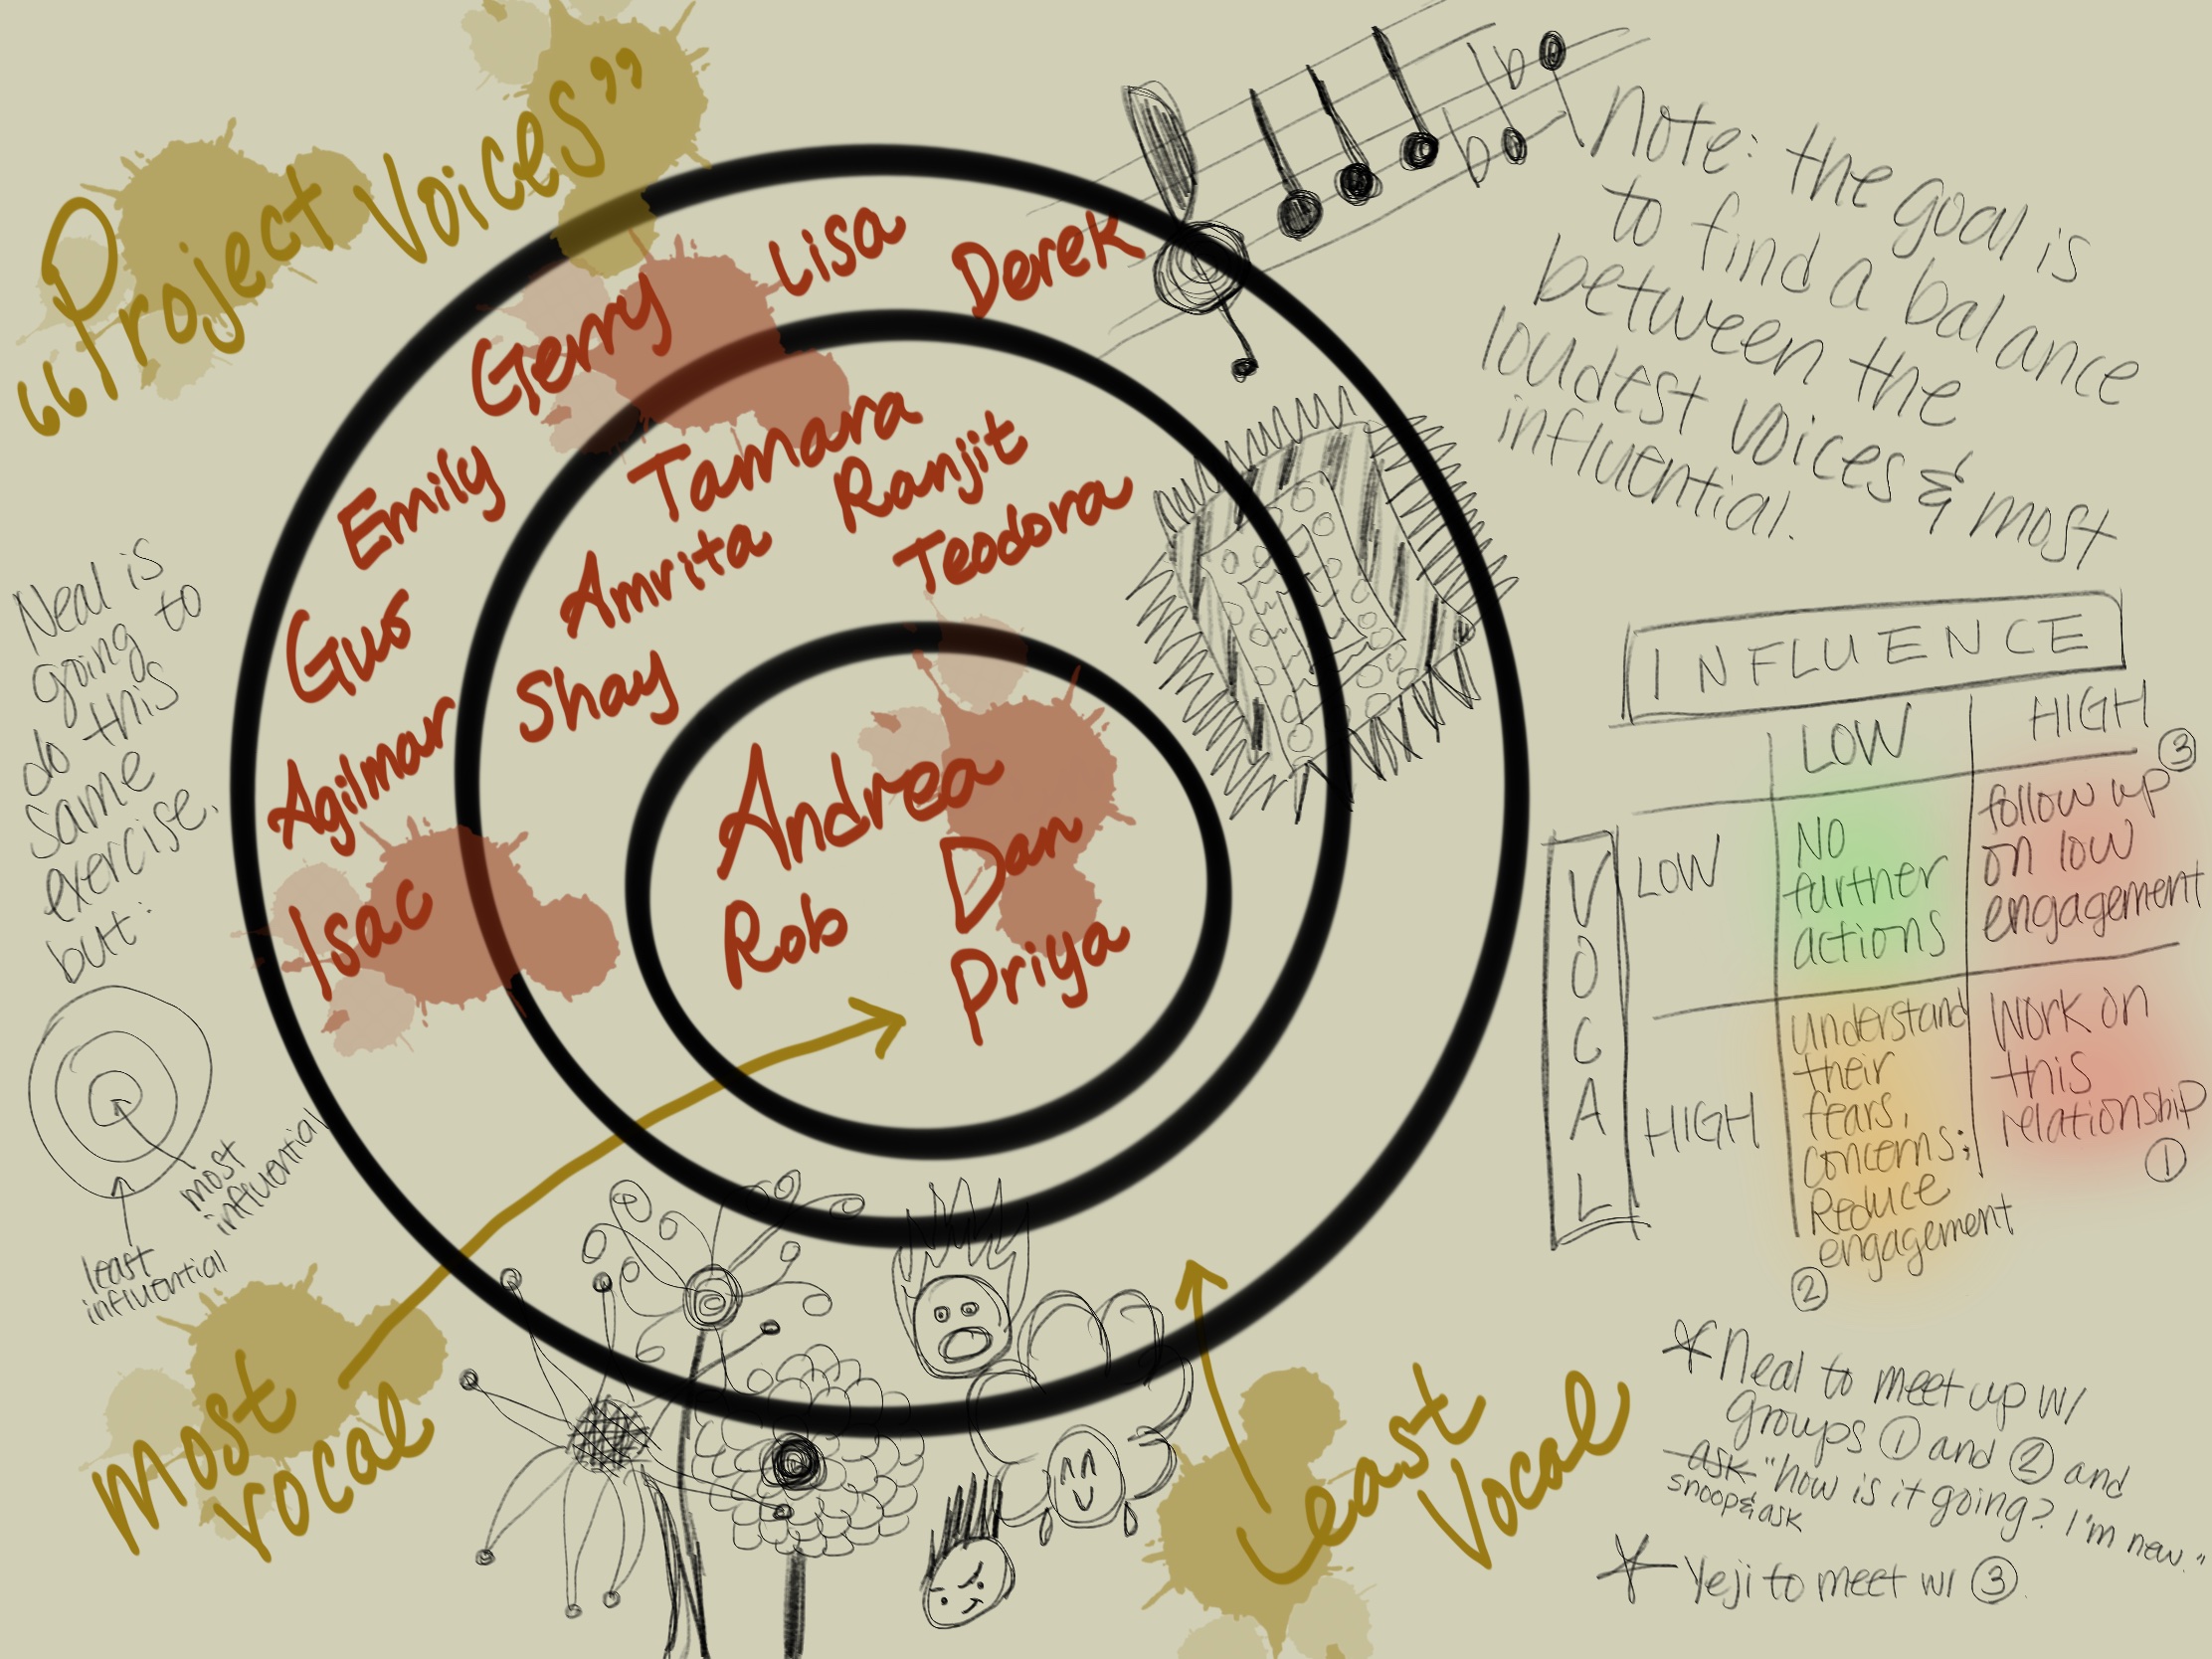 “Project Voices”
Note: the goal is
to find a balance
between the
loudest voices & most
influential.
Lisa
Derek
Gerry
Emily
Gus
Agilmar
Isac
Tamara
Ranjit
Amrita
Teodora
Shay
Andrea
Dan
Rob
Priya
Neal is
going to
do this
same
exercise,
but:
most
influential
least
influential
Most
Vocal
Least
Vocal
INFLUENCE
LOW
HIGH
VOCAL
LOW
NO
further
actions
③
follow up
on low
engagement
HIGH
understand
their
fears,
concerns;
Reduce
engagement
②
Work on
this
relationship
①
* Neal to meet up w/
groups ① and ② and
ask "how is it going? I'm new."
snoop & ask
* Yeji to meet w/ ③.